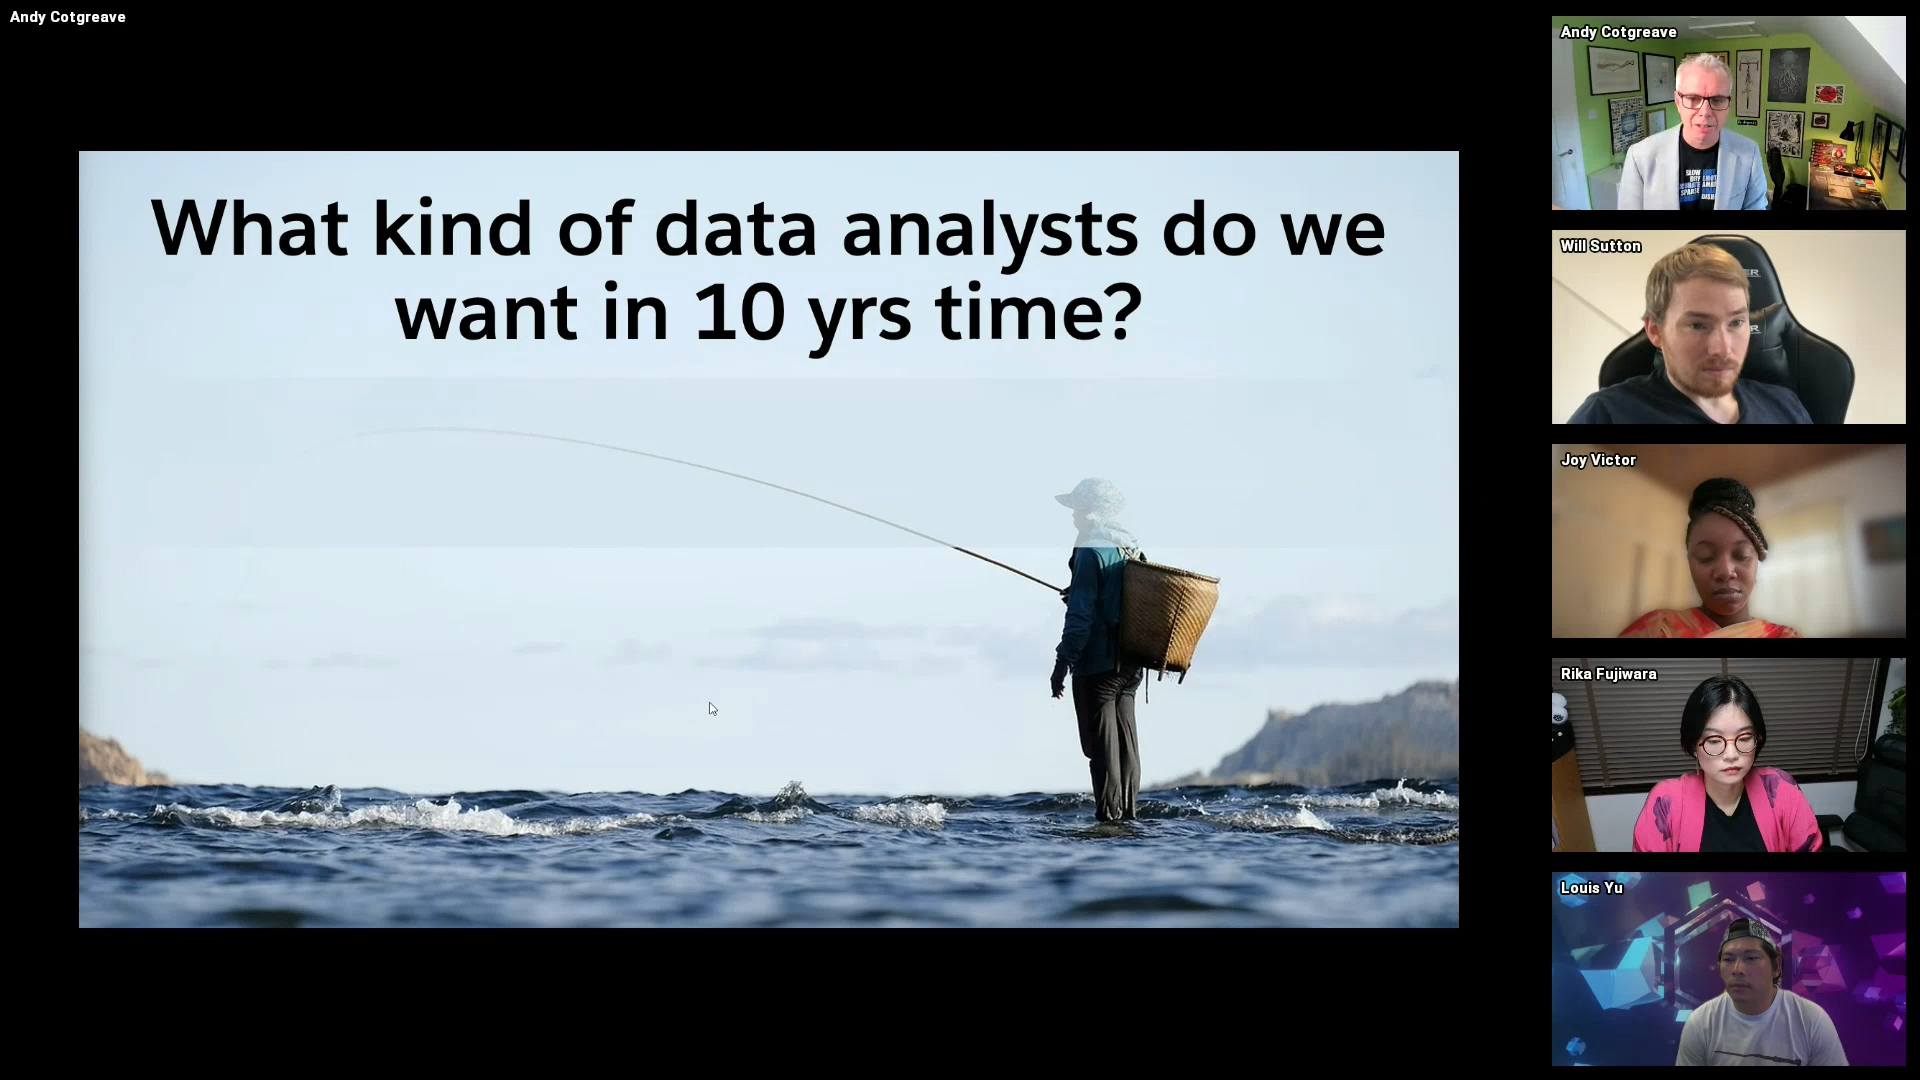 Andy Cotgreave
What kind of data analysts do we
want in 10 yrs time?
Andy Cotgreave
Will Sutton
Joy Victor
Rika Fujiwara
Louis Yu